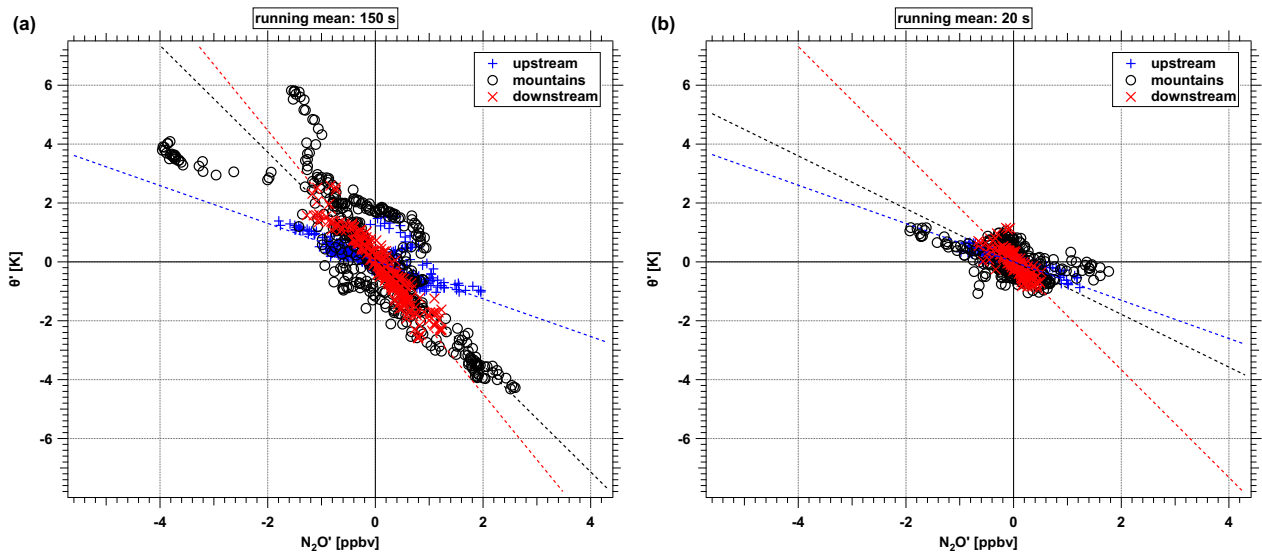 (a)
running mean: 150 s
upstream
mountains
downstream
6
4
2
0
-2
-4
-6
θ' [K]
-4
-2
0
2
4
N₂O' [ppbv]
(b)
running mean: 20 s
upstream
mountains
downstream
6
4
2
0
-2
-4
-6
θ' [K]
-4
-2
0
2
4
N₂O' [ppbv]